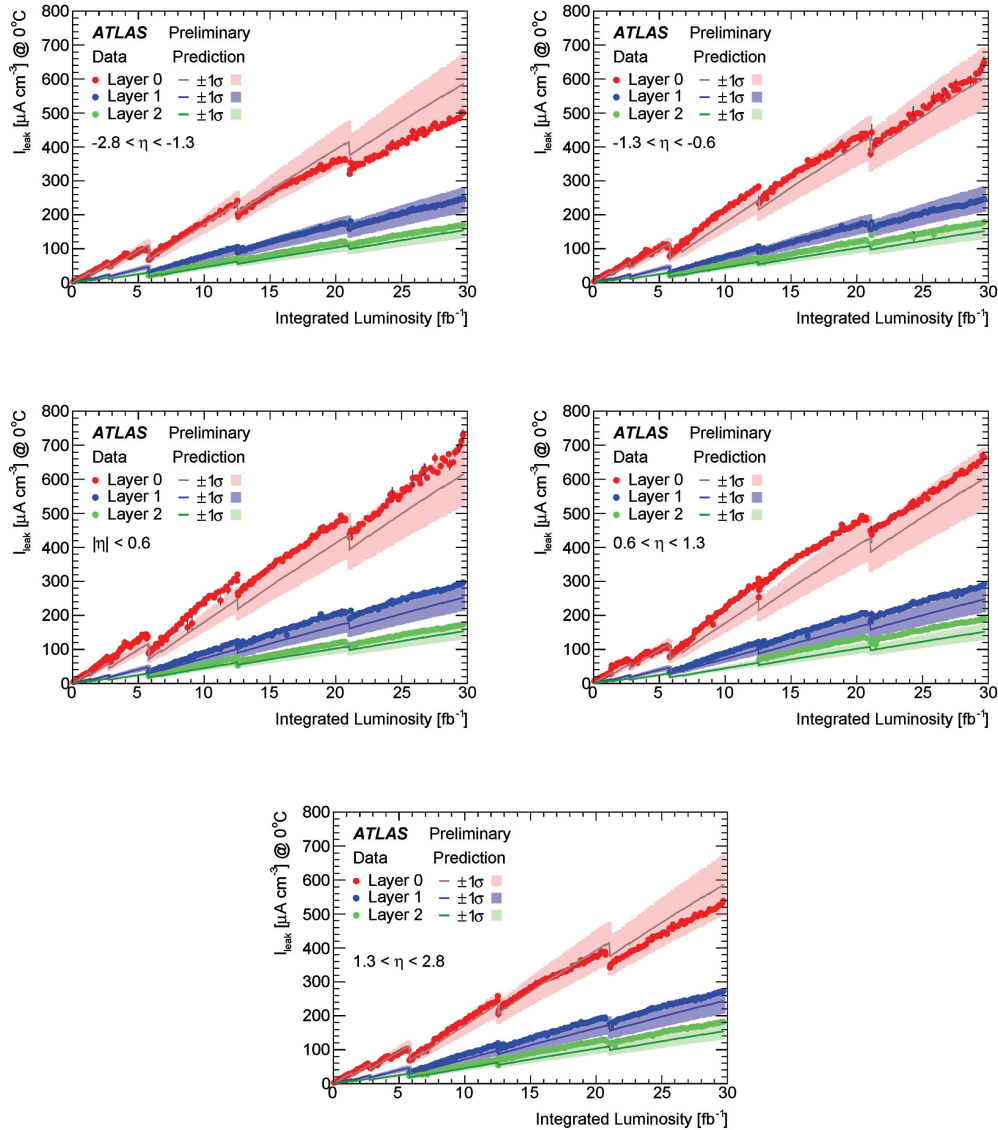 I_leak [μA cm⁻³] @ 0°C
800
700
600
500
400
300
200
100
0
ATLAS Preliminary
Data Prediction
Layer 0 ±1σ
Layer 1 ±1σ
Layer 2 ±1σ
-2.8 < η < -1.3
0 5 10 15 20 25 30
Integrated Luminosity [fb⁻¹]
I_leak [μA cm⁻³] @ 0°C
800
700
600
500
400
300
200
100
0
ATLAS Preliminary
Data Prediction
Layer 0 ±1σ
Layer 1 ±1σ
Layer 2 ±1σ
-1.3 < η < -0.6
0 5 10 15 20 25 30
Integrated Luminosity [fb⁻¹]
I_leak [μA cm⁻³] @ 0°C
800
700
600
500
400
300
200
100
0
ATLAS Preliminary
Data Prediction
Layer 0 ±1σ
Layer 1 ±1σ
Layer 2 ±1σ
|η| < 0.6
0 5 10 15 20 25 30
Integrated Luminosity [fb⁻¹]
I_leak [μA cm⁻³] @ 0°C
800
700
600
500
400
300
200
100
0
ATLAS Preliminary
Data Prediction
Layer 0 ±1σ
Layer 1 ±1σ
Layer 2 ±1σ
0.6 < η < 1.3
0 5 10 15 20 25 30
Integrated Luminosity [fb⁻¹]
I_leak [μA cm⁻³] @ 0°C
800
700
600
500
400
300
200
100
0
ATLAS Preliminary
Data Prediction
Layer 0 ±1σ
Layer 1 ±1σ
Layer 2 ±1σ
1.3 < η < 2.8
0 5 10 15 20 25 30
Integrated Luminosity [fb⁻¹]